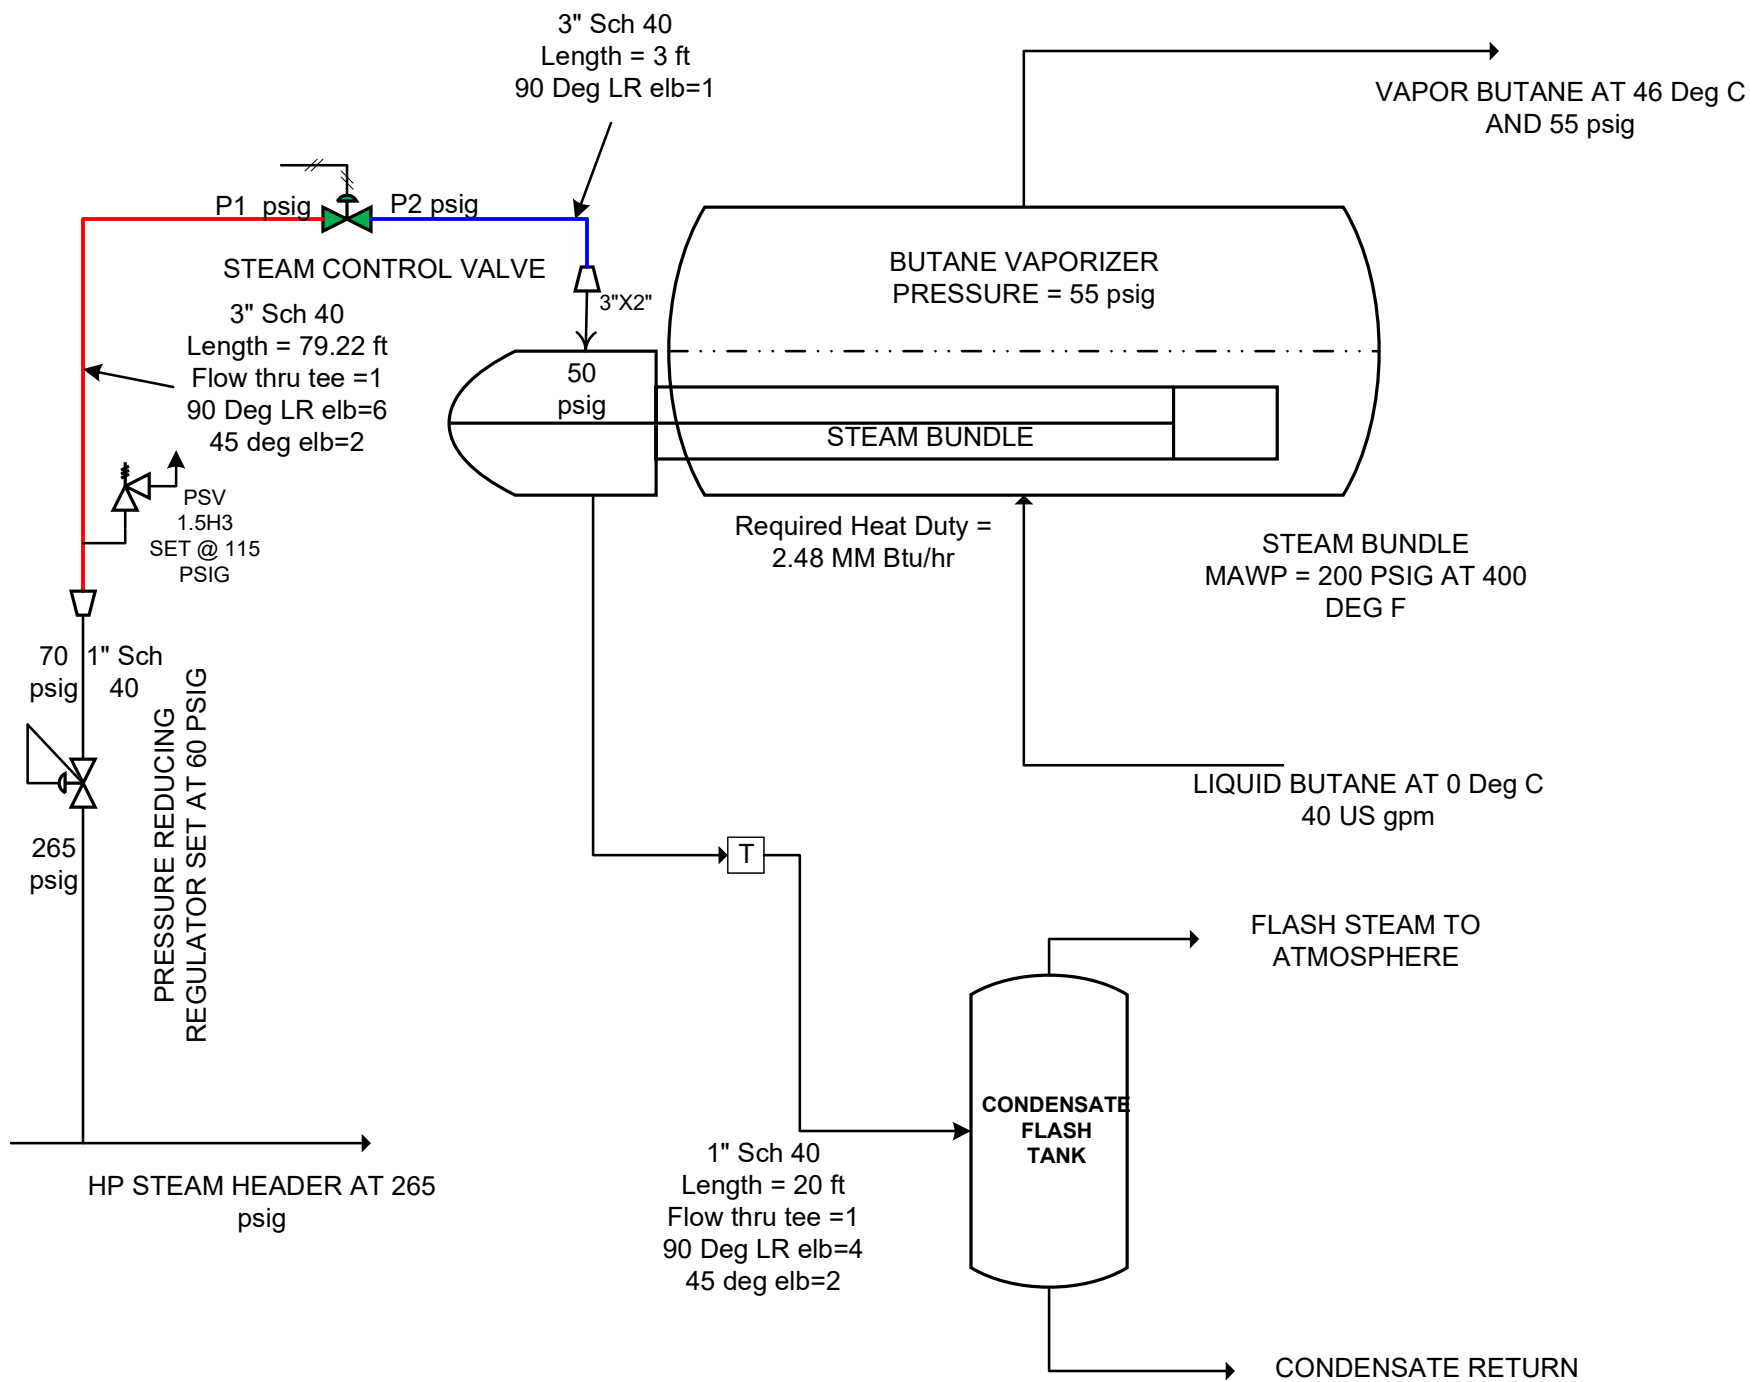 3" Sch 40
Length = 3 ft
90 Deg LR elb=1
VAPOR BUTANE AT 46 Deg C
AND 55 psig
P1  psig
P2 psig
STEAM CONTROL VALVE
BUTANE VAPORIZER
PRESSURE = 55 psig
3"X2"
3" Sch 40
Length = 79.22 ft
Flow thru tee =1
90 Deg LR elb=6
45 deg elb=2
50
psig
STEAM BUNDLE
PSV
1.5H3
SET @ 115
PSIG
Required Heat Duty =
2.48 MM Btu/hr
STEAM BUNDLE
MAWP = 200 PSIG AT 400
DEG F
70
psig
1" Sch
40
PRESSURE REDUCING
REGULATOR SET AT 60 PSIG
265
psig
LIQUID BUTANE AT 0 Deg C
40 US gpm
T
FLASH STEAM TO
ATMOSPHERE
CONDENSATE
FLASH
TANK
1" Sch 40
Length = 20 ft
Flow thru tee =1
90 Deg LR elb=4
45 deg elb=2
HP STEAM HEADER AT 265
psig
CONDENSATE RETURN